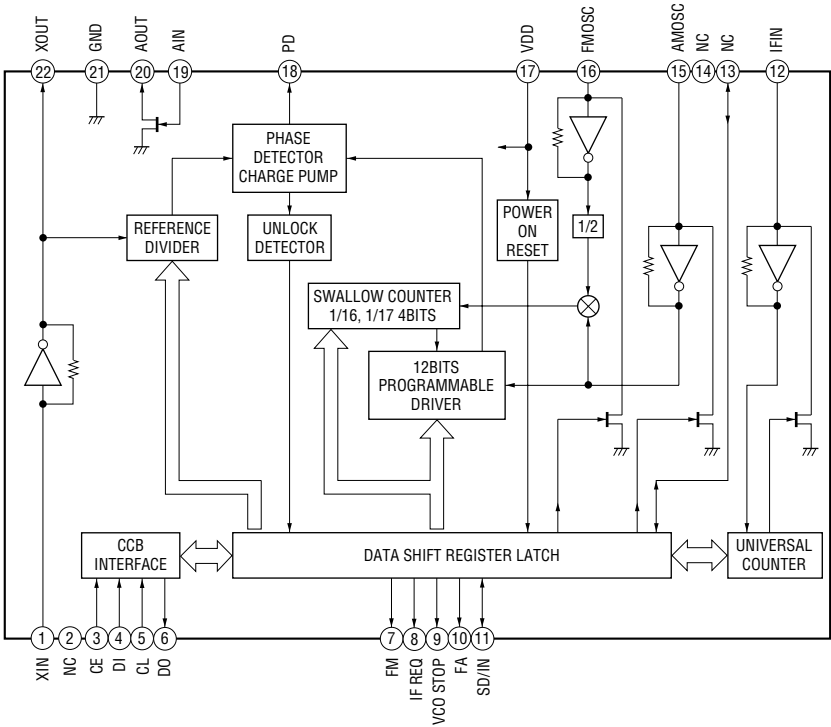 XOUT
GND
AOUT
AIN
PD
VDD
FMOSC
AMOSC
NC
NC
IFIN
22
21
20
19
18
17
16
15
14
13
12
PHASE
DETECTOR
CHARGE PUMP
REFERENCE
DIVIDER
UNLOCK
DETECTOR
POWER
ON
RESET
1/2
SWALLOW COUNTER
1/16, 1/17 4BITS
12BITS
PROGRAMMABLE
DRIVER
CCB
INTERFACE
DATA SHIFT REGISTER LATCH
UNIVERSAL
COUNTER
1
2
3
4
5
6
7
8
9
10
11
XIN
NC
CE
DI
CL
DO
FM
IF REQ
VCO STOP
FA
SD/IN